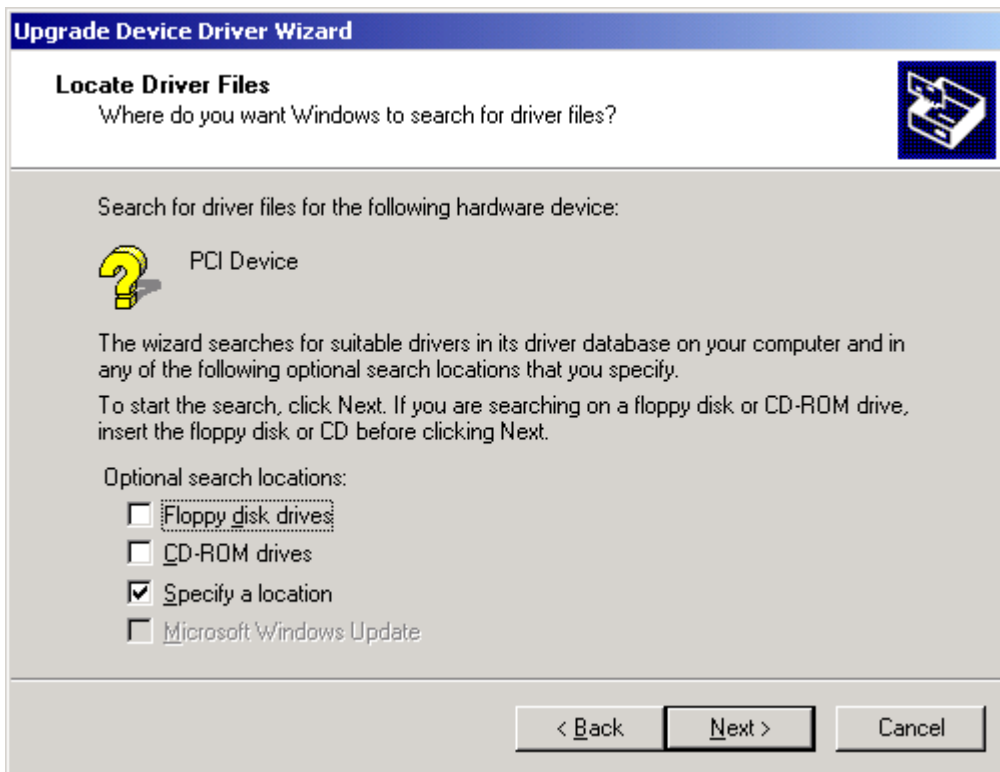 Upgrade Device Driver Wizard
Locate Driver Files
Where do you want Windows to search for driver files?
Search for driver files for the following hardware device:
PCI Device
The wizard searches for suitable drivers in its driver database on your computer and in
any of the following optional search locations that you specify.
To start the search, click Next. If you are searching on a floppy disk or CD-ROM drive,
insert the floppy disk or CD before clicking Next.
Optional search locations:
Floppy disk drives
CD-ROM drives
Specify a location
Microsoft Windows Update
< Back Next > Cancel